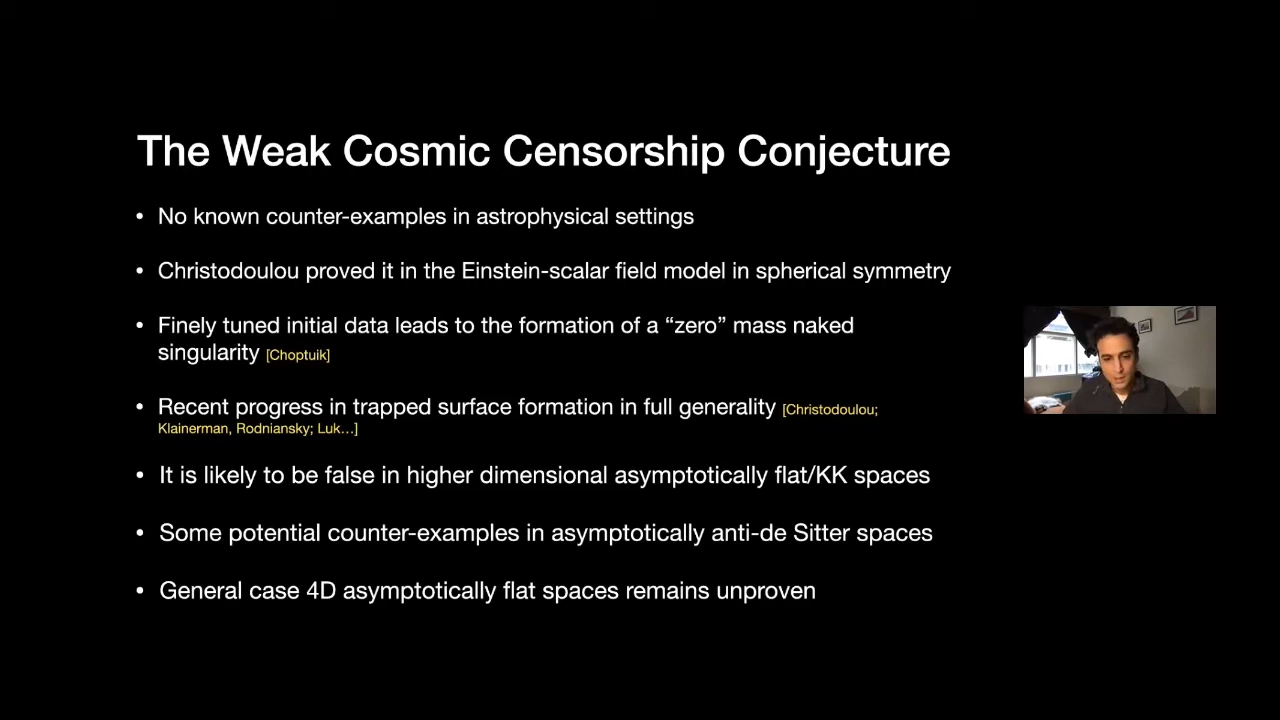 The Weak Cosmic Censorship Conjecture
• No known counter-examples in astrophysical settings
• Christodoulou proved it in the Einstein-scalar field model in spherical symmetry
• Finely tuned initial data leads to the formation of a “zero” mass naked
singularity [Choptuik]
• Recent progress in trapped surface formation in full generality [Christodoulou;
Klainerman, Rodniansky; Luk...]
• It is likely to be false in higher dimensional asymptotically flat/KK spaces
• Some potential counter-examples in asymptotically anti-de Sitter spaces
• General case 4D asymptotically flat spaces remains unproven